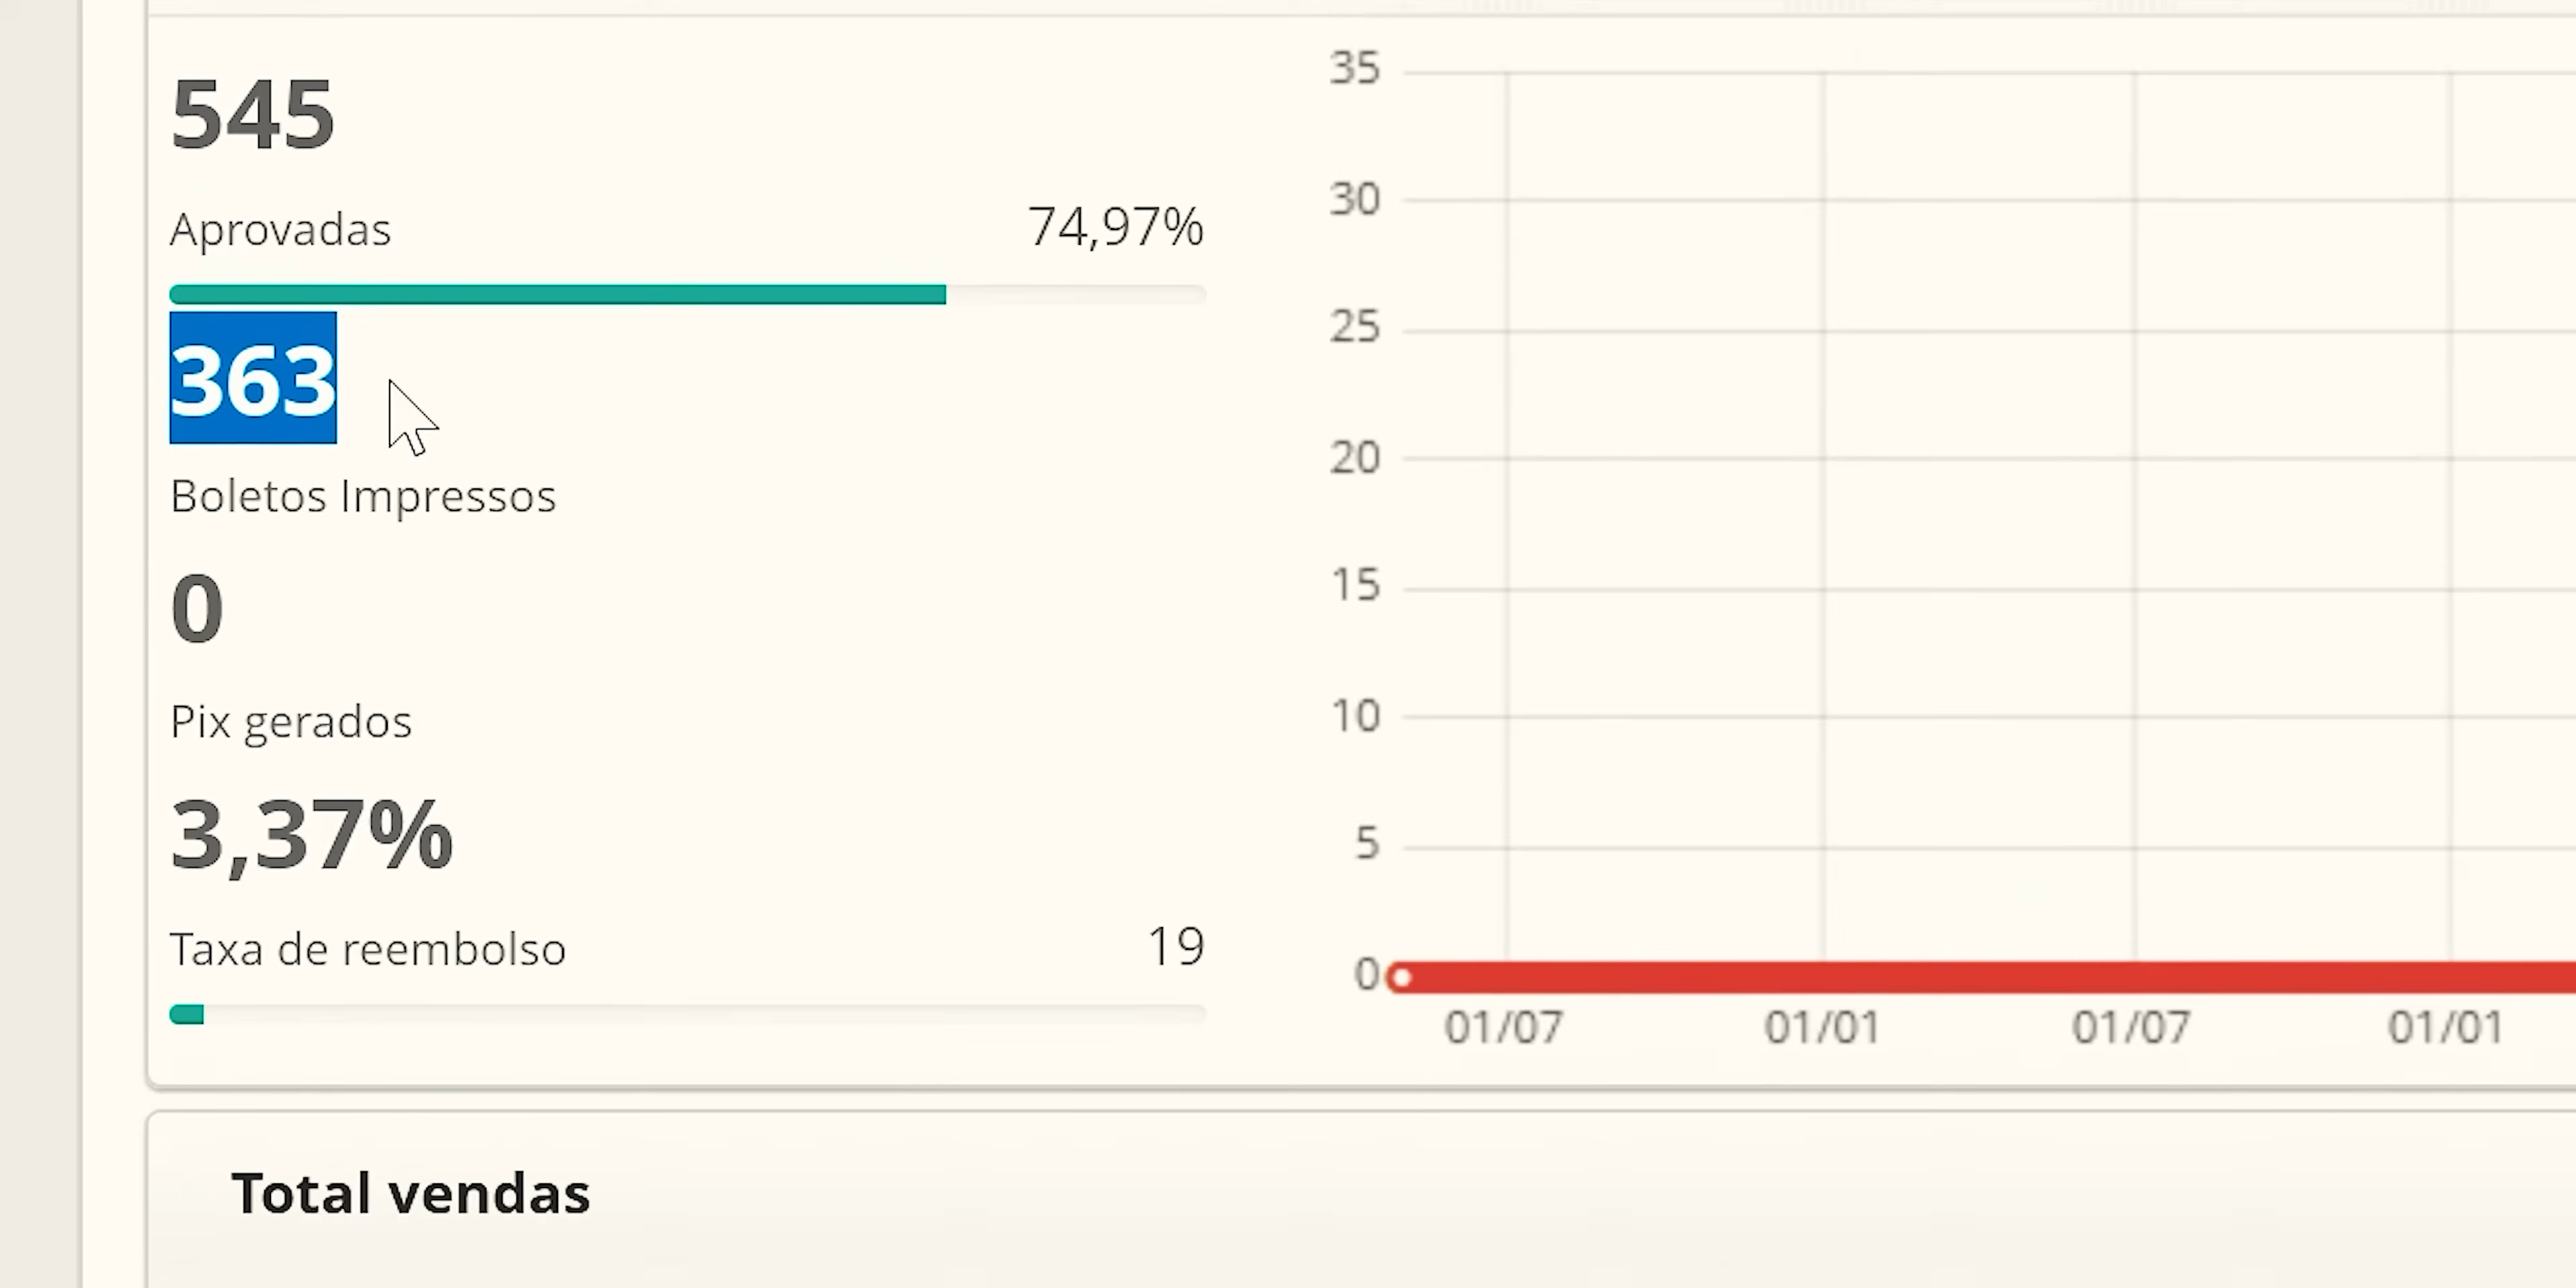 545
Aprovadas 74,97%
363
Boletos Impressos
0
Pix gerados
3,37%
Taxa de reembolso 19
35
30
25
20
15
10
5
0
01/07 01/01 01/07 01/01
Total vendas